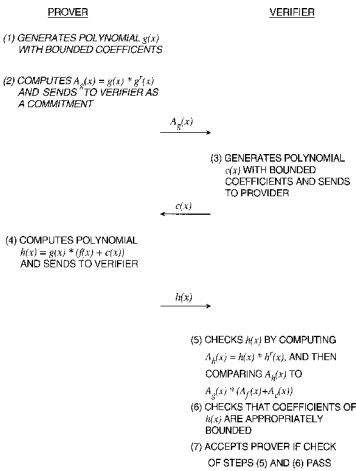 PROVER
VERIFIER
(1) GENERATES POLYNOMIAL g(x)
WITH BOUNDED COEFFICENTS
(2) COMPUTES A_g(x) = g(x) * g^r(x)
AND SENDS TO VERIFIER AS
A COMMITMENT
A_g(x)
(3) GENERATES POLYNOMIAL
c(x) WITH BOUNDED
COEFFICIENTS AND SENDS
TO PROVIDER
c(x)
(4) COMPUTES POLYNOMIAL
h(x) = g(x) * (f(x) + c(x))
AND SENDS TO VERIFIER
h(x)
(5) CHECKS h(x) BY COMPUTING
A_h(x) = h(x) * h^r(x), AND THEN
COMPARING A_h(x) TO
A_g(x) * (A_f(x)+A_c(x))
(6) CHECKS THAT COEFFICIENTS OF
h(x) ARE APPROPRIATELY
BOUNDED
(7) ACCEPTS PROVER IF CHECK
OF STEPS (5) AND (6) PASS